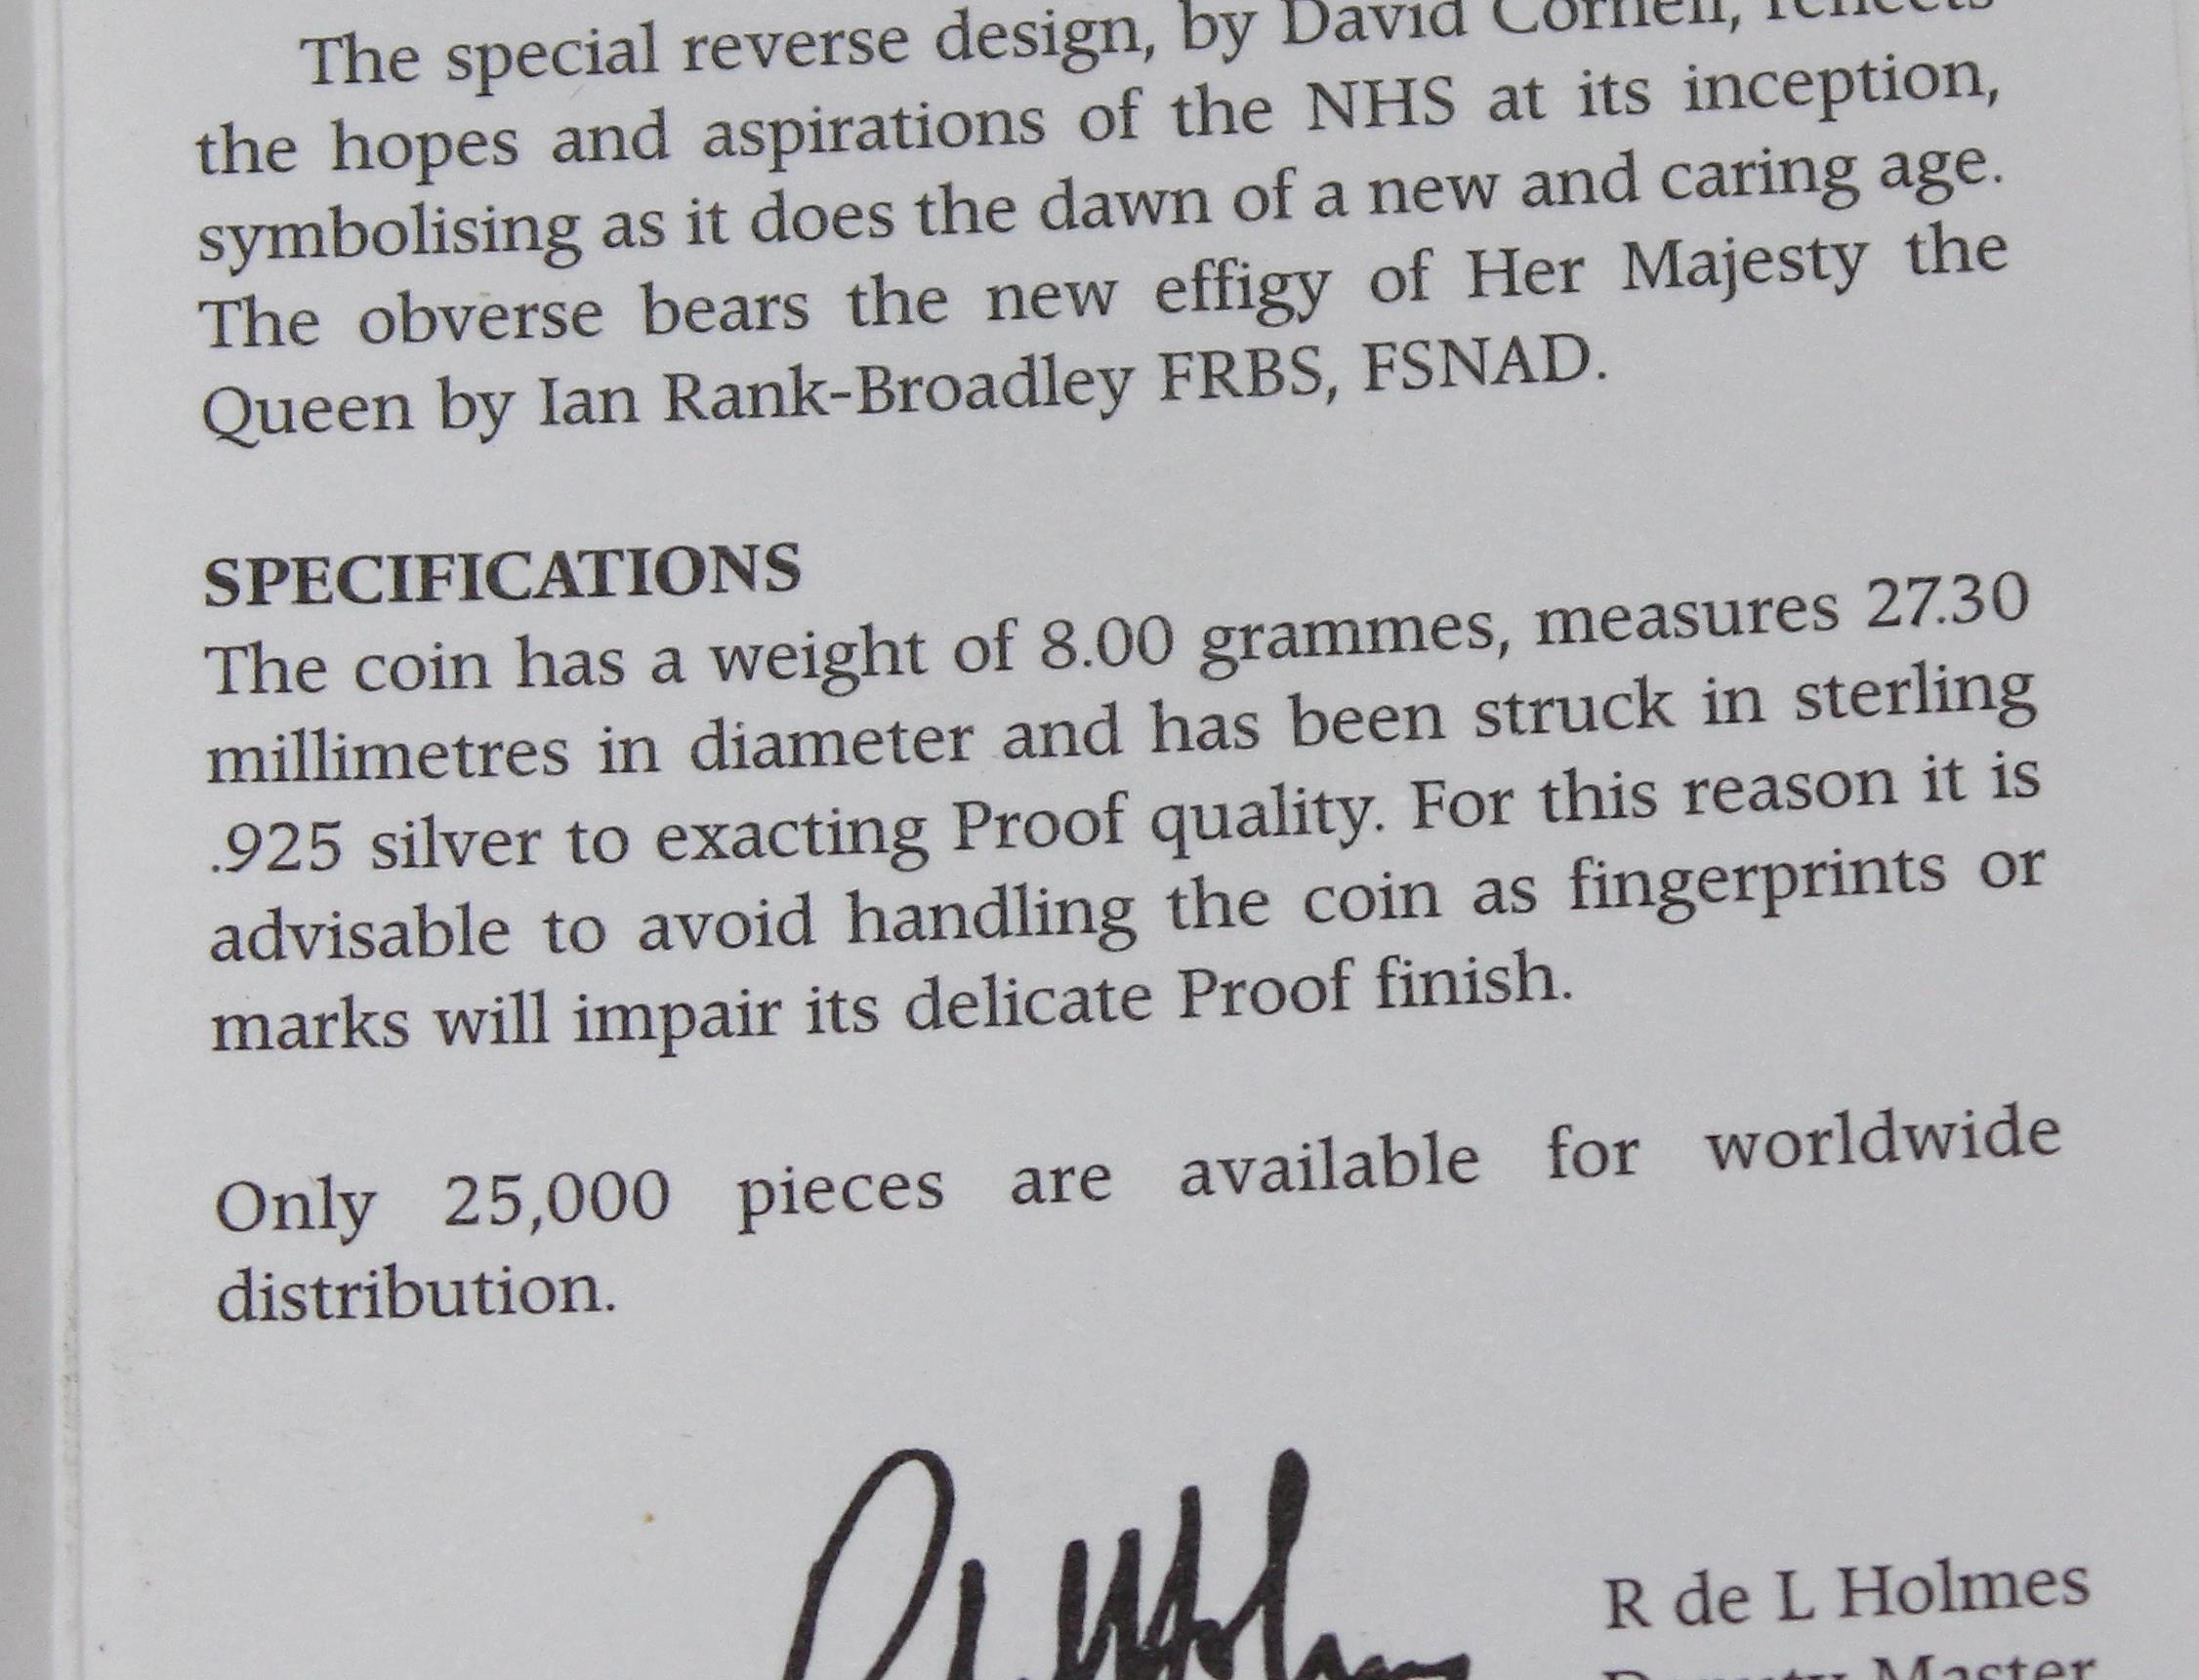 The special reverse design, by David Cornell, reflects
the hopes and aspirations of the NHS at its inception,
symbolising as it does the dawn of a new and caring age.
The obverse bears the new effigy of Her Majesty the
Queen by Ian Rank-Broadley FRBS, FSNAD.
SPECIFICATIONS
The coin has a weight of 8.00 grammes, measures 27.30
millimetres in diameter and has been struck in sterling
.925 silver to exacting Proof quality. For this reason it is
advisable to avoid handling the coin as fingerprints or
marks will impair its delicate Proof finish.
Only 25,000 pieces are available for worldwide
distribution.
R de L Holmes
Deputy Master